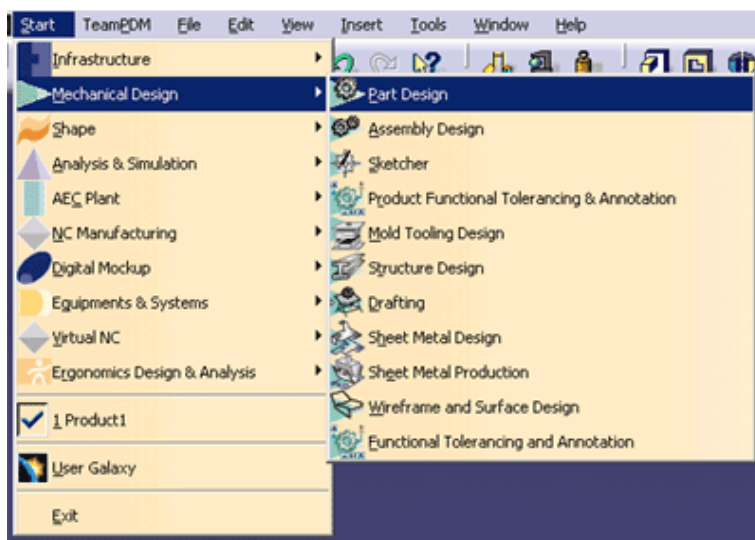 Start TeamPDM File Edit View Insert Tools Window Help
Infrastructure
Mechanical Design
Shape
Analysis & Simulation
AEC Plant
NC Manufacturing
Digital Mockup
Equipments & Systems
Virtual NC
Ergonomics Design & Analysis
1 Product1
User Galaxy
Exit
Part Design
Assembly Design
Sketcher
Product Functional Tolerancing & Annotation
Mold Tooling Design
Structure Design
Drafting
Sheet Metal Design
Sheet Metal Production
Wireframe and Surface Design
Functional Tolerancing and Annotation